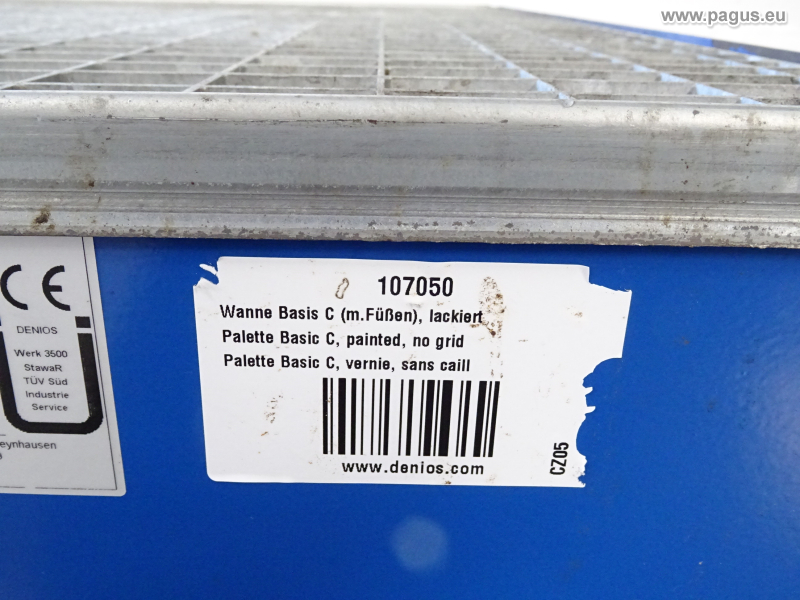 www.pagus.eu
107050
Wanne Basis C (m.Füßen), lackiert
Palette Basic C, painted, no grid
Palette Basic C, vernie, sans caill
www.denios.com
CZ05
CE
DENIOS
Werk 3500
StawaR
TÜV Süd
Industrie
Service
eynhausen